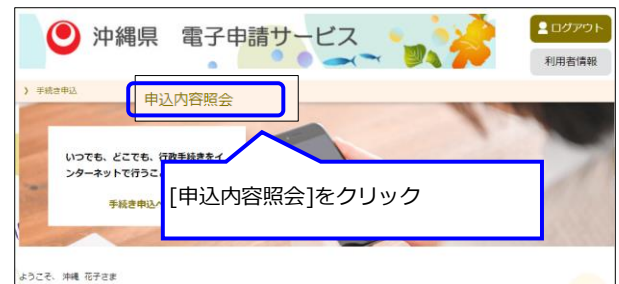 沖縄県 電子申請サービス
ログアウト
利用者情報
手続き申込
申込内容照会
いつでも、どこでも、行政手続きをイ
ンターネットで行うこ
手続き申込へ
[申込内容照会]をクリック
ようこそ、 沖縄 花子さま